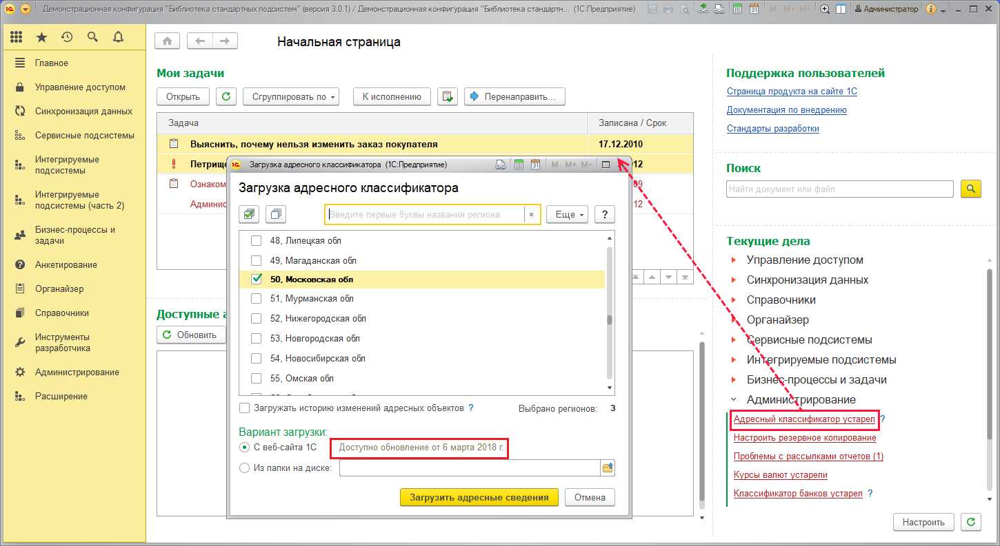 Демонстрационная конфигурация "Библиотека стандартных подсистем" (версия 3.0.1) / Демонстрационная конфигурация "Библиотека стандартн... (1С:Предприятие)
M M+ M-
Администратор
Начальная страница
Главное
Управление доступом
Синхронизация данных
Сервисные подсистемы
Интегрируемые
подсистемы
Интегрируемые
подсистемы (часть 2)
Бизнес-процессы и
задачи
Анкетирование
Органайзер
Справочники
Инструменты
разработчика
Администрирование
Расширение
Мои задачи
Открыть
Сгруппировать по
К исполнению
Перенаправить...
Задача
Записана / Срок
Выяснить, почему нельзя изменить заказ покупателя
17.12.2010
Петрище
12
Ознаком
09
Админис
12
Доступные
Обновить
Загрузка адресного классификатора (1С:Предприятие)
M M+ M-
Загрузка адресного классификатора
Введите первые буквы названия региона
×
Еще
?
48, Липецкая обл
49, Магаданская обл
50, Московская обл
51, Мурманская обл
52, Нижегородская обл
53, Новгородская обл
54, Новосибирская обл
55, Омская обл
Загружать историю изменений адресных объектов ?
Выбрано регионов: 3
Вариант загрузки:
С веб-сайта 1С
Доступно обновление от 6 марта 2018 г.
Из папки на диске:
Загрузить адресные сведения
Отмена
Поддержка пользователей
Страница продукта на сайте 1С
Документация по внедрению
Стандарты разработки
Поиск
Найти документ или файл
Текущие дела
Управление доступом
Синхронизация данных
Справочники
Органайзер
Сервисные подсистемы
Интегрируемые подсистемы
Бизнес-процессы и задачи
Администрирование
Адресный классификатор устарел ?
Настроить резервное копирование
Проблемы с рассылками отчетов (1)
Курсы валют устарели
Классификатор банков устарел ?
Настроить